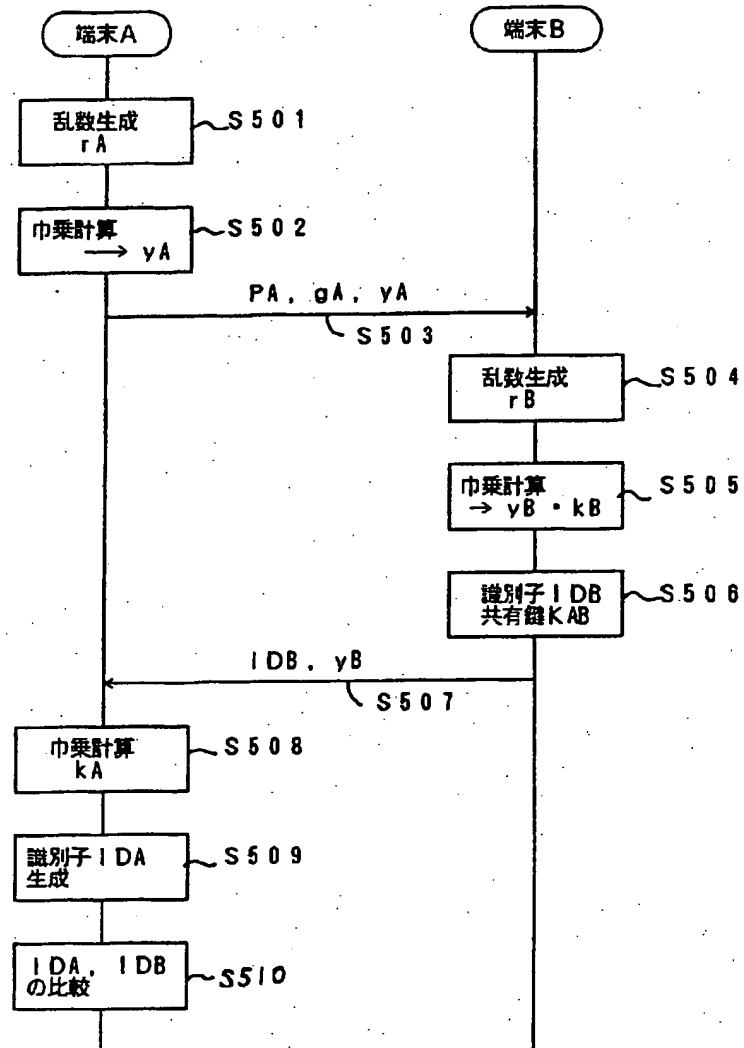 端末A
端末B
乱数生成
rA
S501
巾乗計算
→ yA
S502
PA, gA, yA
S503
乱数生成
rB
S504
巾乗計算
→ yB・kB
S505
識別子IDB
共有鍵KAB
S506
IDB, yB
S507
巾乗計算
kA
S508
識別子IDA
生成
S509
IDA, IDB
の比較
S510